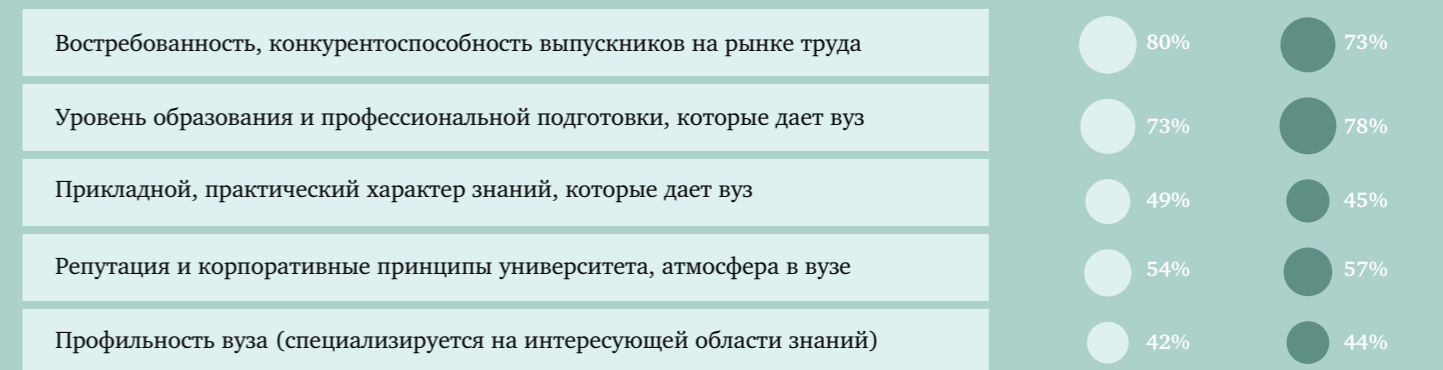 Востребованность, конкурентоспособность выпускников на рынке труда 80% 73%
Уровень образования и профессиональной подготовки, которые дает вуз 73% 78%
Прикладной, практический характер знаний, которые дает вуз 49% 45%
Репутация и корпоративные принципы университета, атмосфера в вузе 54% 57%
Профильность вуза (специализируется на интересующей области знаний) 42% 44%